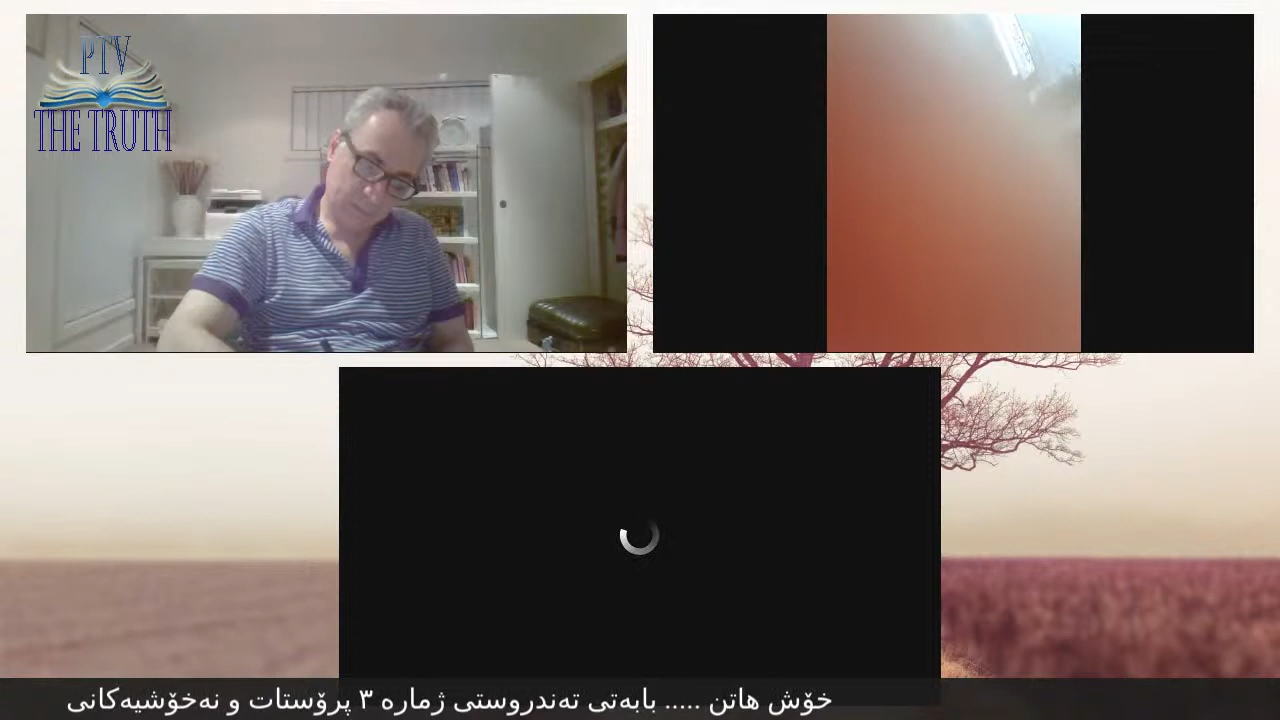 PTV
THE TRUTH
خۆش هاتن ..... بابەتی تەندروستی ژمارە ٣ پرۆستات و نەخۆشیەکانی